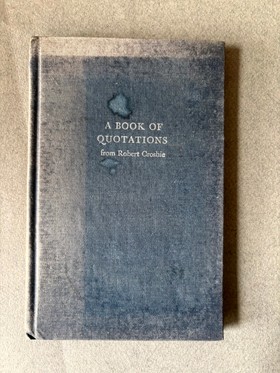 A BOOK OF
QUOTATIONS
from Robert Crosbie